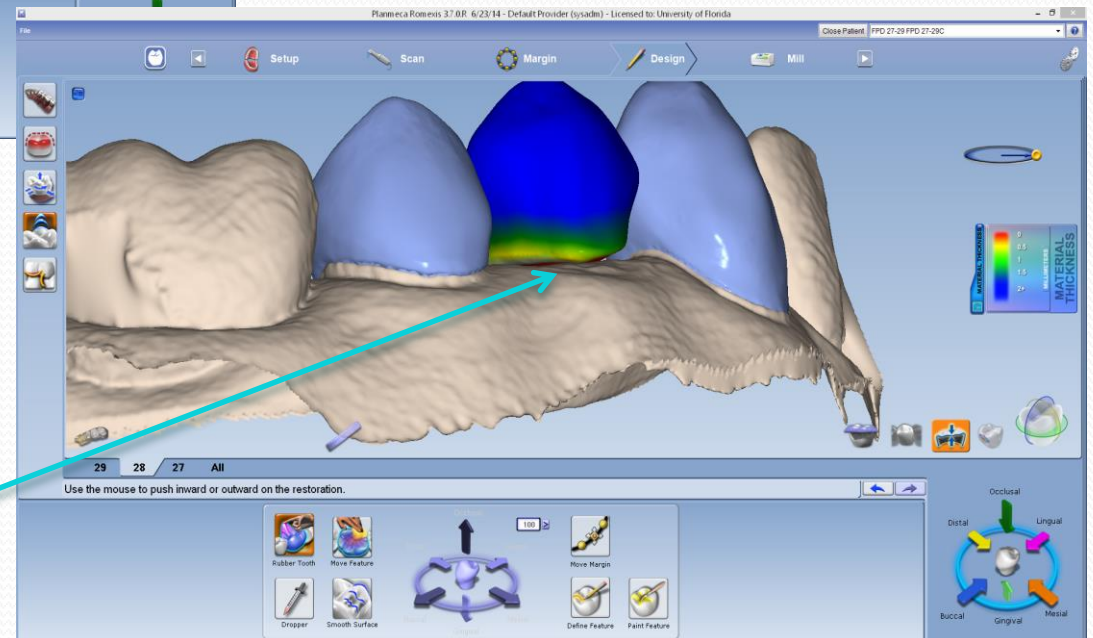 Planmeca Romexis 3.7.0.R 6/23/14 - Default Provider (sysadm) - Licensed to: University of Florida
File
Close Patient FPD 27-29 FPD 27-29C
Setup Scan Margin Design Mill
MATERIAL THICKNESS
0
0.5
1
1.5
2+
MILLIMETERS
MATERIAL THICKNESS
29 28 27 All
Use the mouse to push inward or outward on the restoration.
Rubber Tooth Move Feature
100
Move Margin
Dropper Smooth Surface
Define Feature Paint Feature
Occlusal
Distal Lingual
Buccal Gingival Mesial